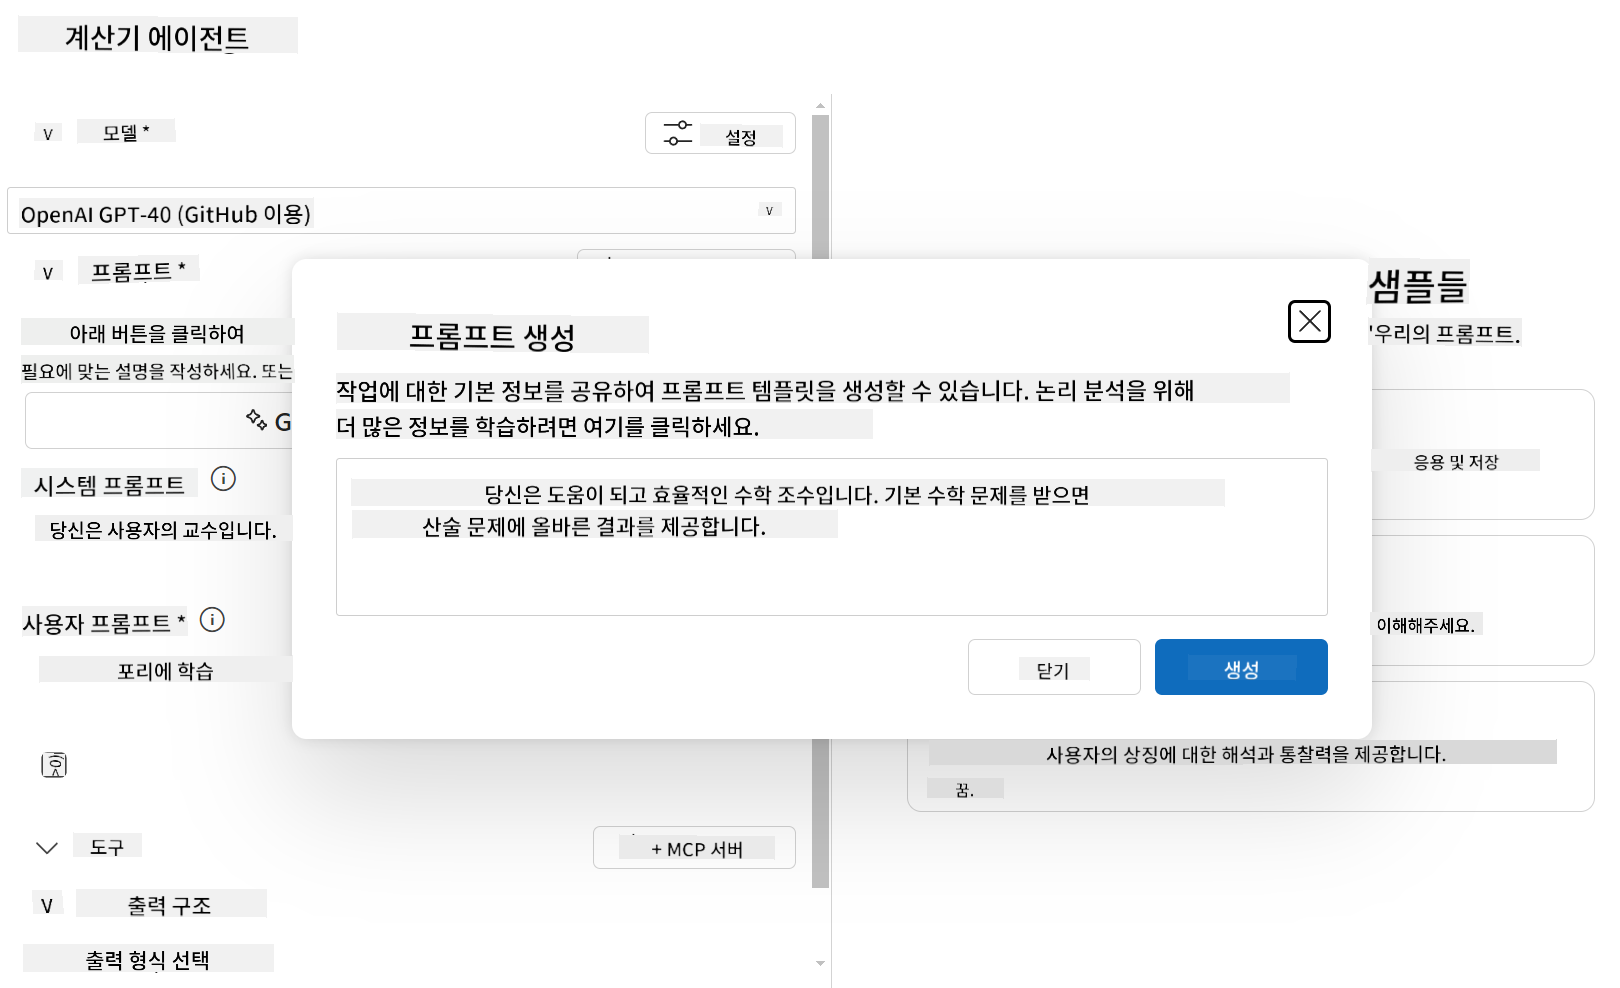 계산기 에이전트
모델 *
설정
OpenAI GPT-40 (GitHub 이용)
프롬프트 *
아래 버튼을 클릭하여
필요에 맞는 설명을 작성하세요. 또는
G
시스템 프롬프트
당신은 사용자의 교수입니다.
사용자 프롬프트 *
포리에 학습
도구
+ MCP 서버
출력 구조
출력 형식 선택
프롬프트 생성
작업에 대한 기본 정보를 공유하여 프롬프트 템플릿을 생성할 수 있습니다. 논리 분석을 위해
더 많은 정보를 학습하려면 여기를 클릭하세요.
당신은 도움이 되고 효율적인 수학 조수입니다. 기본 수학 문제를 받으면
산술 문제에 올바른 결과를 제공합니다.
닫기
생성
샘플들
'우리의 프롬프트.
응용 및 저장
이해해주세요.
사용자의 상징에 대한 해석과 통찰력을 제공합니다.
꿈.